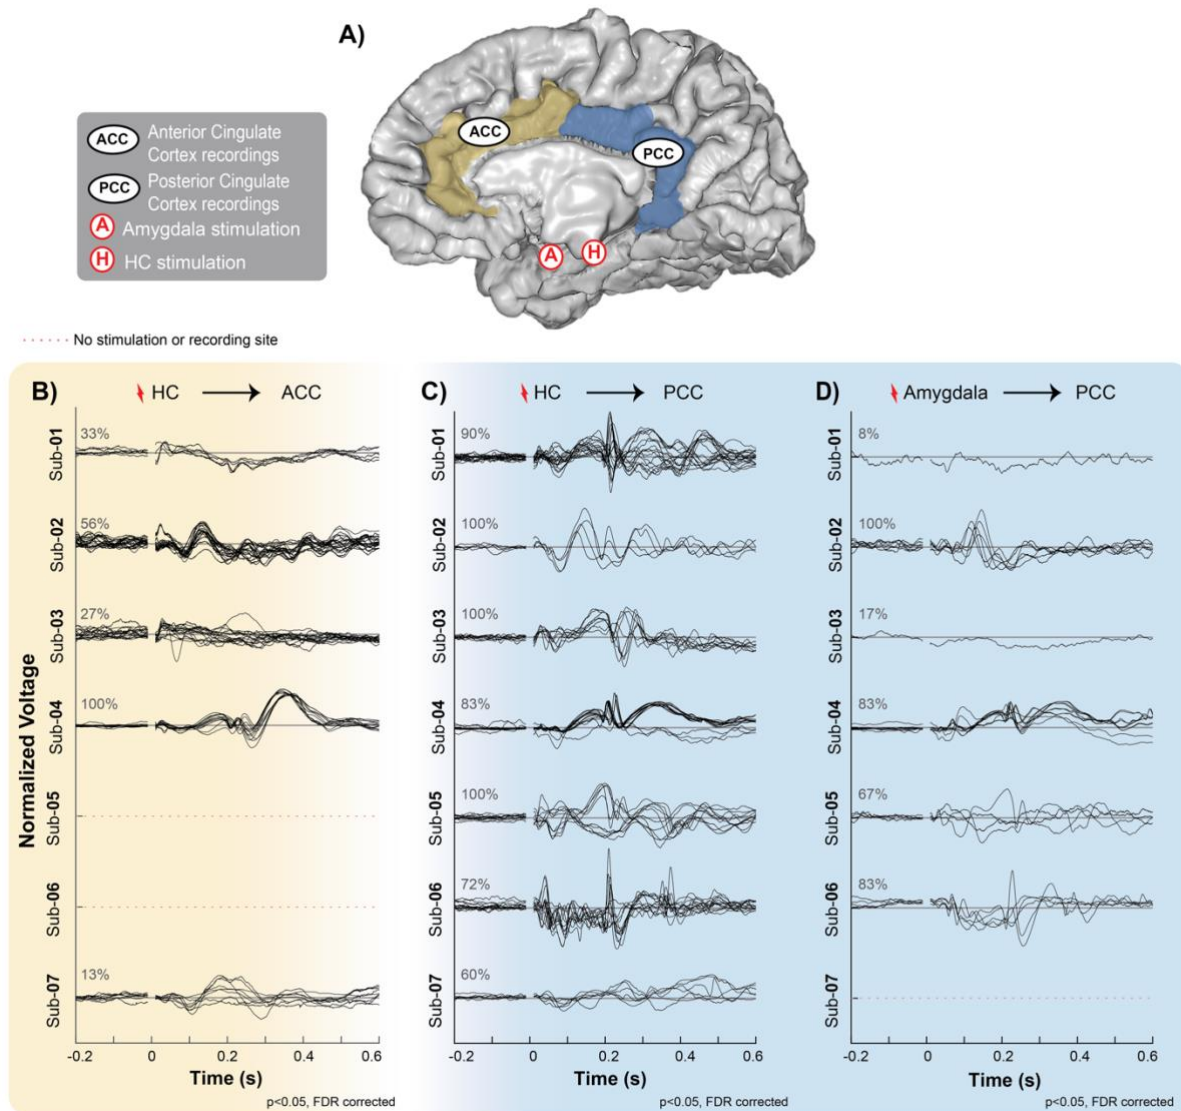 A)
ACC
PCC
A
H
ACC
Anterior Cingulate
Cortex recordings
PCC
Posterior Cingulate
Cortex recordings
A
Amygdala stimulation
H
HC stimulation
No stimulation or recording site
B)
HC
ACC
Normalized Voltage
Sub-01
33%
Sub-02
56%
Sub-03
27%
Sub-04
100%
Sub-05
Sub-06
Sub-07
13%
-0.2
0
0.2
0.4
0.6
Time (s)
p<0.05, FDR corrected
C)
HC
PCC
Sub-01
90%
Sub-02
100%
Sub-03
100%
Sub-04
83%
Sub-05
100%
Sub-06
72%
Sub-07
60%
-0.2
0
0.2
0.4
0.6
Time (s)
p<0.05, FDR corrected
D)
Amygdala
PCC
Sub-01
8%
Sub-02
100%
Sub-03
17%
Sub-04
83%
Sub-05
67%
Sub-06
83%
Sub-07
-0.2
0
0.2
0.4
0.6
Time (s)
p<0.05, FDR corrected